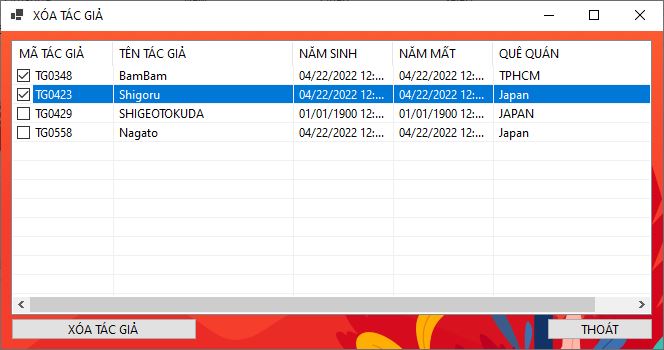 XÓA TÁC GIẢ
MÃ TÁC GIẢ TÊN TÁC GIẢ NĂM SINH NĂM MẤT QUÊ QUÁN
TG0348 BamBam 04/22/2022 12:... 04/22/2022 12:... TPHCM
TG0423 Shigoru 04/22/2022 12:... 04/22/2022 12:... Japan
TG0429 SHIGEOTOKUDA 01/01/1900 12:... 01/01/1900 12:... JAPAN
TG0558 Nagato 04/22/2022 12:... 04/22/2022 12:... Japan
XÓA TÁC GIẢ THOÁT